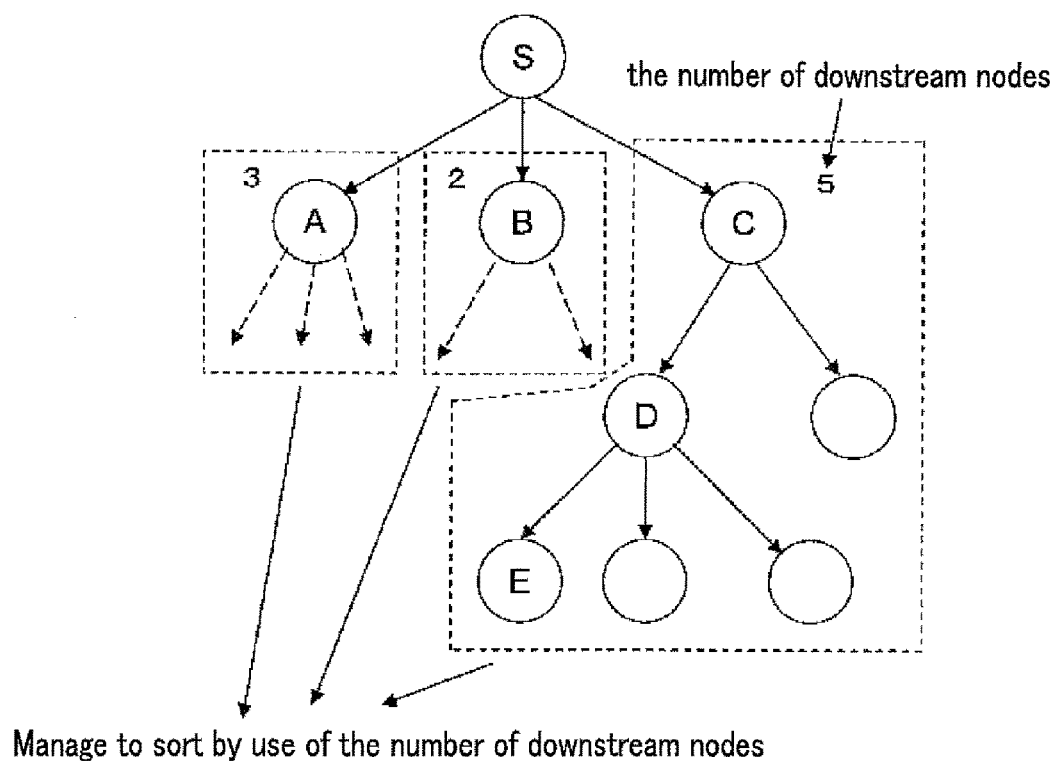 S
the number of downstream nodes
3
2
5
A
B
C
D
E
Manage to sort by use of the number of downstream nodes